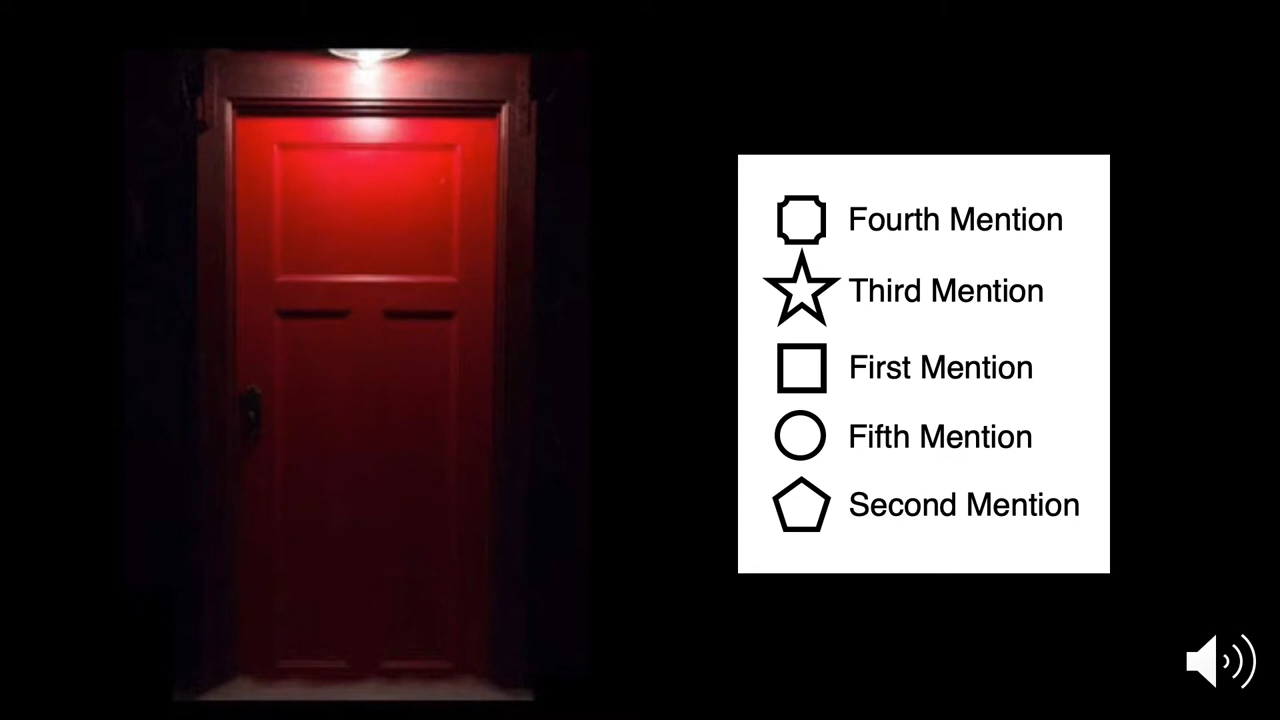 Fourth Mention
Third Mention
First Mention
Fifth Mention
Second Mention